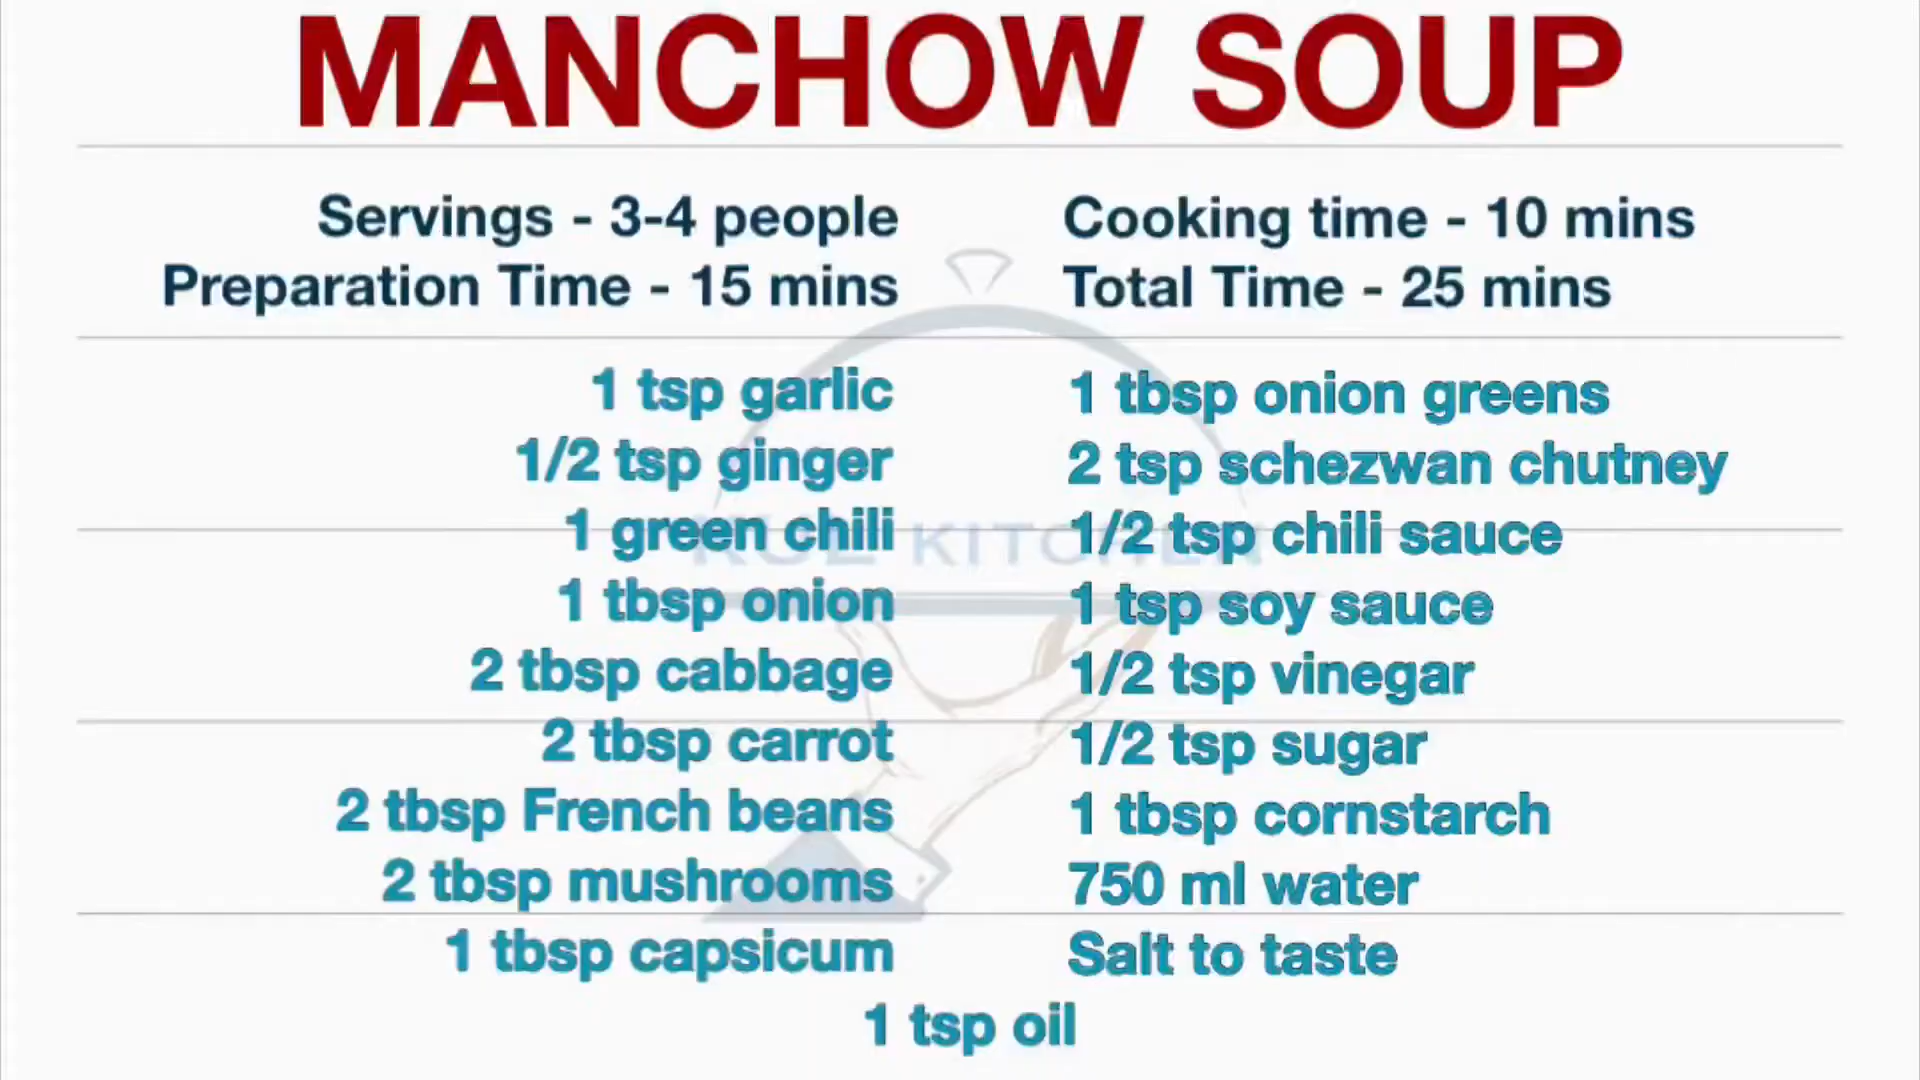 MANCHOW SOUP
Servings - 3-4 people
Preparation Time - 15 mins
Cooking time - 10 mins
Total Time - 25 mins
1 tsp garlic
1/2 tsp ginger
1 green chili
1 tbsp onion
2 tbsp cabbage
2 tbsp carrot
2 tbsp French beans
2 tbsp mushrooms
1 tbsp capsicum
1 tbsp onion greens
2 tsp schezwan chutney
1/2 tsp chili sauce
1 tsp soy sauce
1/2 tsp vinegar
1/2 tsp sugar
1 tbsp cornstarch
750 ml water
Salt to taste
1 tsp oil
KITCHEN